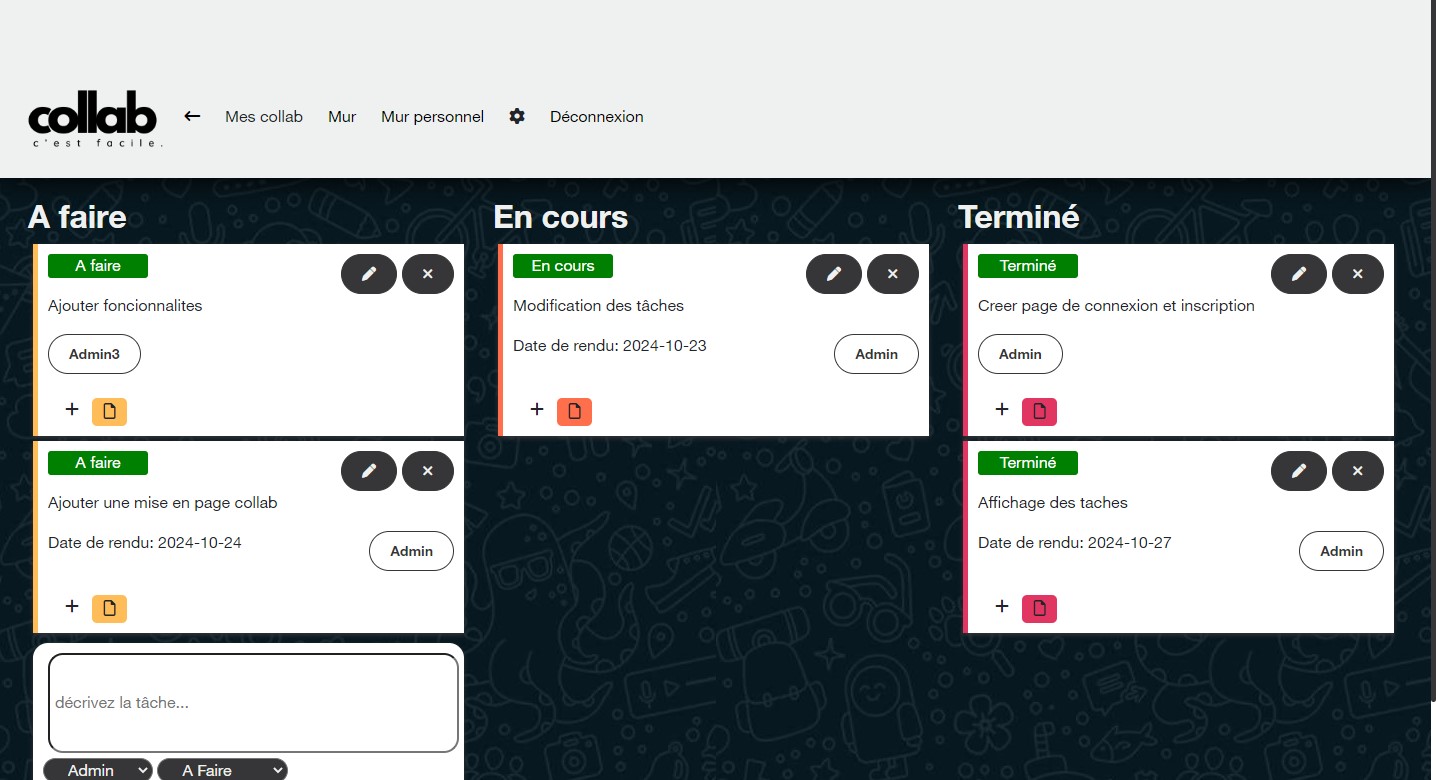 collab
c'est facile.
Mes collab Mur Mur personnel Déconnexion
A faire
A faire
Ajouter foncionnalites
Admin3
A faire
Ajouter une mise en page collab
Date de rendu: 2024-10-24
Admin
décrivez la tâche...
Admin A Faire
En cours
En cours
Modification des tâches
Date de rendu: 2024-10-23
Admin
Terminé
Terminé
Creer page de connexion et inscription
Admin
Terminé
Affichage des taches
Date de rendu: 2024-10-27
Admin